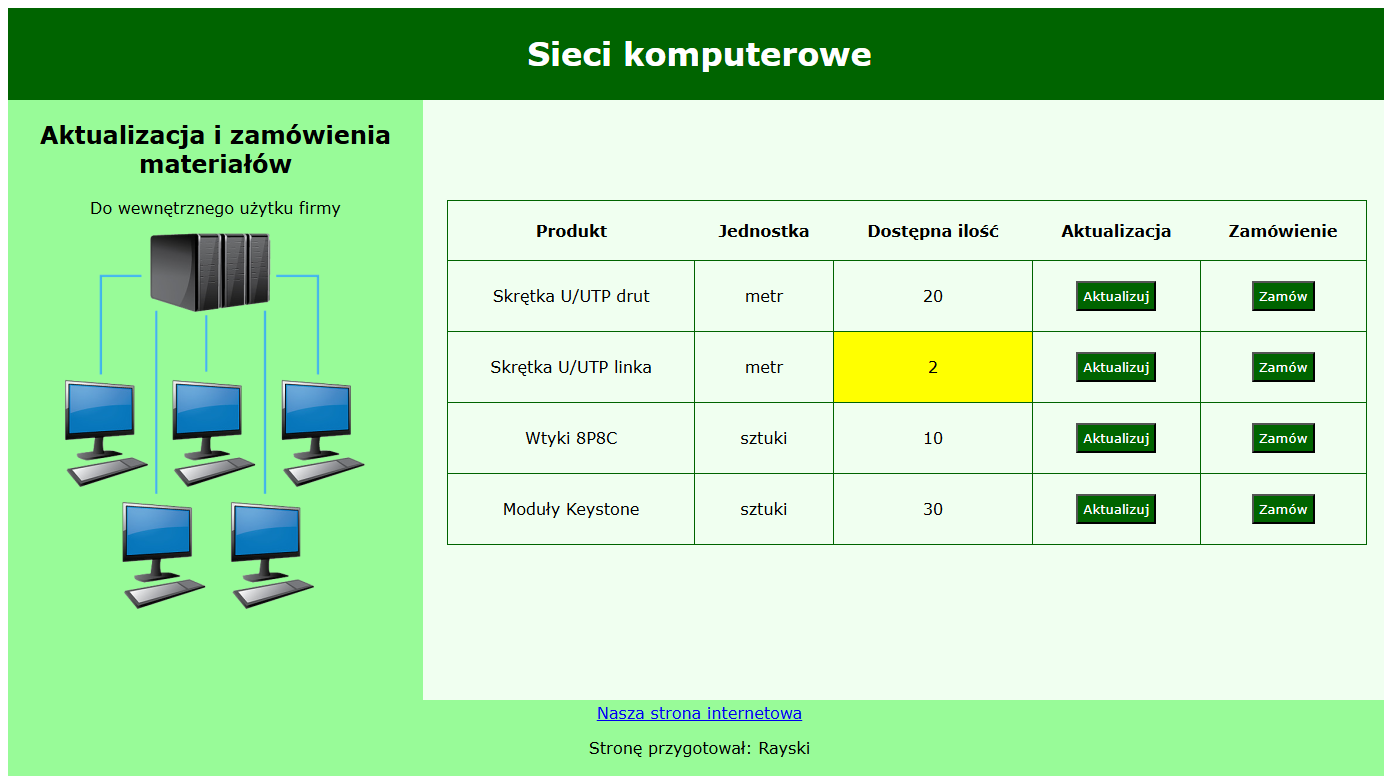 Sieci komputerowe
Aktualizacja i zamówienia
materiałów
Do wewnętrznego użytku firmy
Produkt Jednostka Dostępna ilość Aktualizacja Zamówienie
Skrętka U/UTP drut metr 20 Aktualizuj Zamów
Skrętka U/UTP linka metr 2 Aktualizuj Zamów
Wtyki 8P8C sztuki 10 Aktualizuj Zamów
Moduły Keystone sztuki 30 Aktualizuj Zamów
Nasza strona internetowa
Stronę przygotował: Rayski